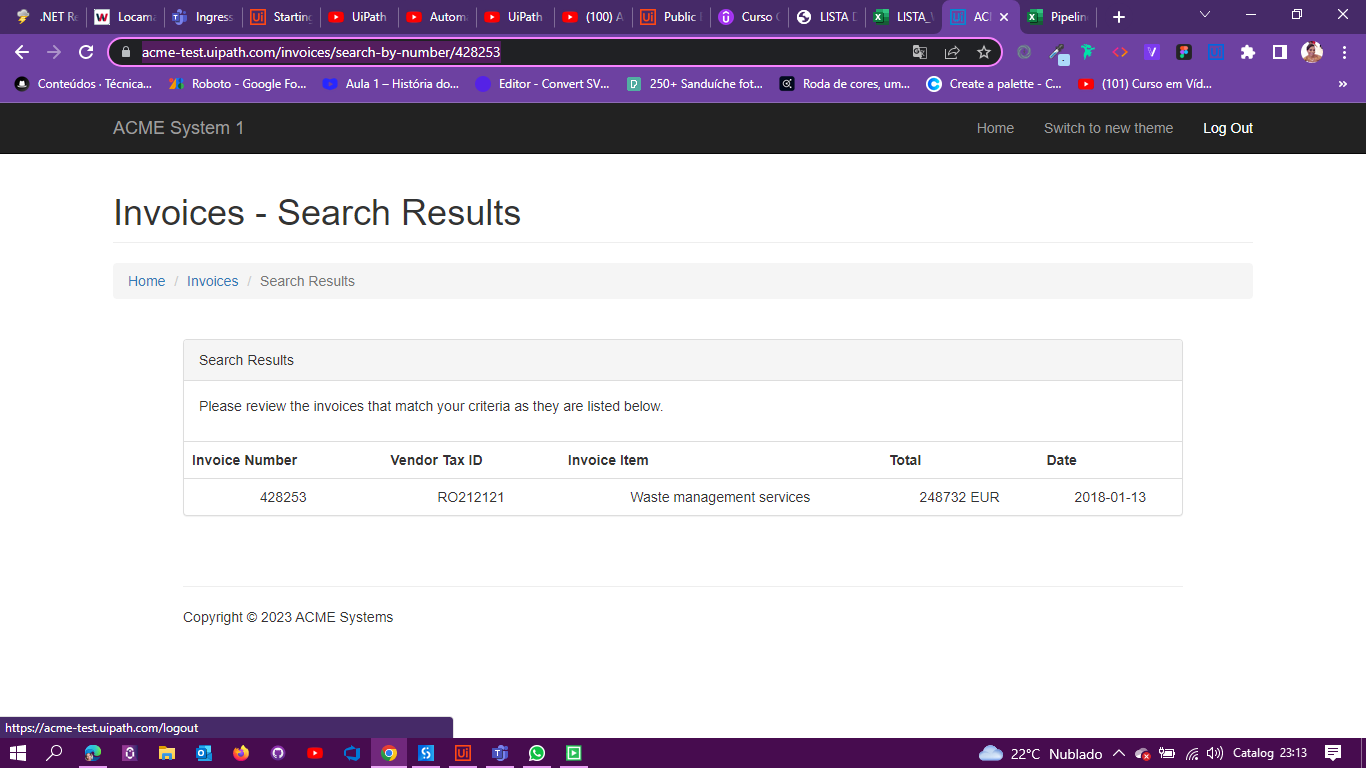 .NET Re
Locama
Ingress
Starting
UiPath
Autom
UiPath
(100) A
Public
Curso
LISTA D
LISTA_V
ACM
Pipelin
acme-test.uipath.com/invoices/search-by-number/428253
Conteúdos · Técnica...
Roboto - Google Fo...
Aula 1 – História do...
Editor - Convert SV...
250+ Sanduíche fot...
Roda de cores, um...
Create a palette - C...
(101) Curso em Víd...
ACME System 1
Home
Switch to new theme
Log Out
Invoices - Search Results
Home / Invoices / Search Results
Search Results
Please review the invoices that match your criteria as they are listed below.
Invoice Number Vendor Tax ID Invoice Item Total Date
428253 RO212121 Waste management services 248732 EUR 2018-01-13
Copyright © 2023 ACME Systems
https://acme-test.uipath.com/logout
22°C Nublado
Catalog 23:13